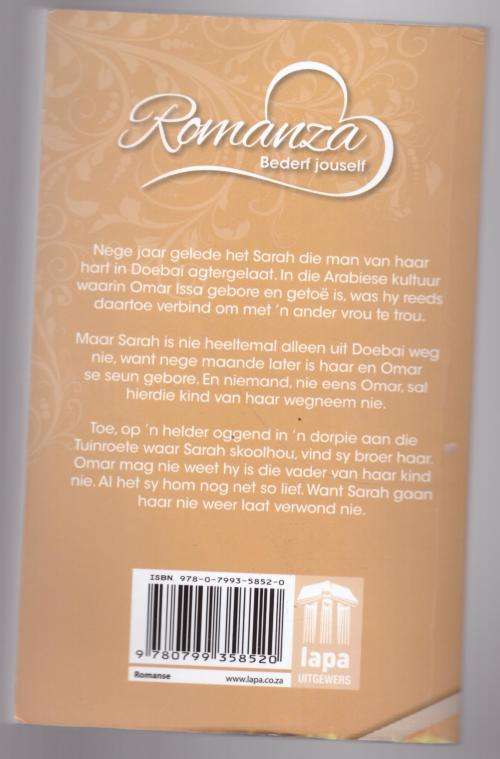 Romanza
Bederf jouself
Nege jaar gelede het Sarah die man van haar
hart in Doebai agtergelaat. In die Arabiese kultuur
waarin Omar Issa gebore en getoë is, was hy reeds
daartoe verbind om met 'n ander vrou te trou.
Maar Sarah is nie heeltemal alleen uit Doebai weg
nie, want nege maande later is haar en Omar
se seun gebore. En niemand, nie eens Omar, sal
hierdie kind van haar wegneem nie.
Toe, op 'n helder oggend in 'n dorpie aan die
Tuinroete waar Sarah skoolhou, vind sy broer haar.
Omar mag nie weet hy is die vader van haar kind
nie. Al het sy hom nog net so lief. Want Sarah gaan
haar nie weer laat verwond nie.
ISBN 978-0-7993-5852-0
9 780799 358520
Romanse
www.lapa.co.za
lapa
UITGEWERS